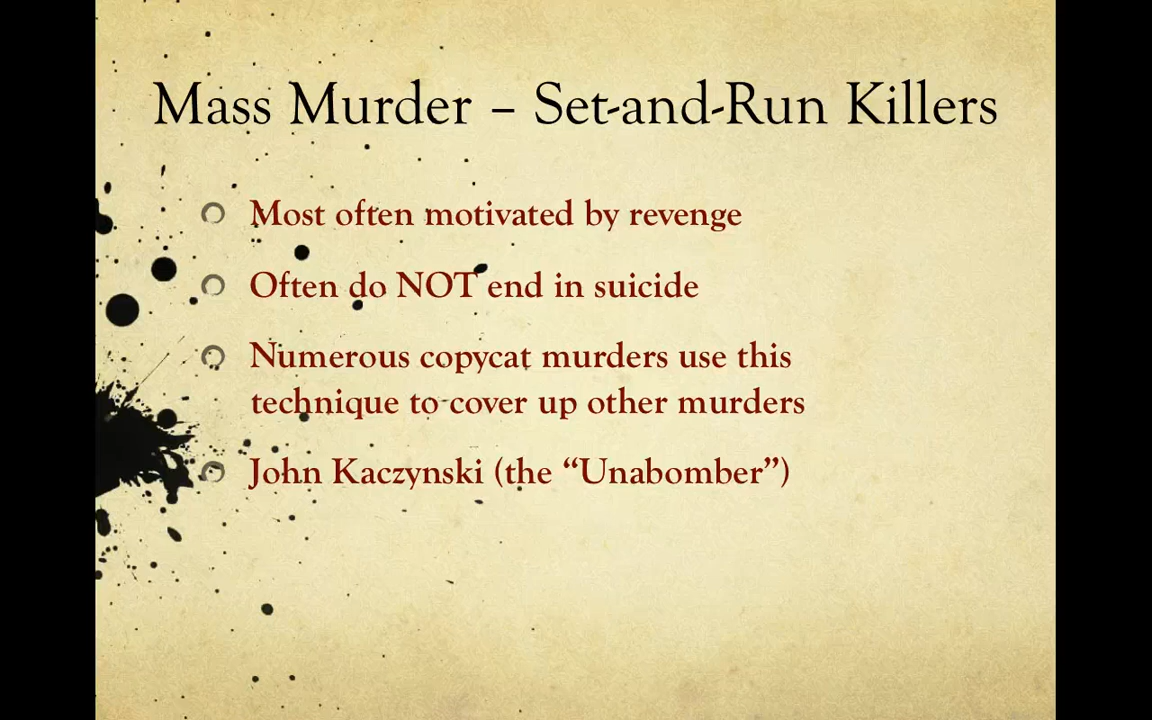 Mass Murder – Set-and-Run Killers
Most often motivated by revenge
Often do NOT end in suicide
Numerous copycat murders use this
technique to cover up other murders
John Kaczynski (the “Unabomber”)